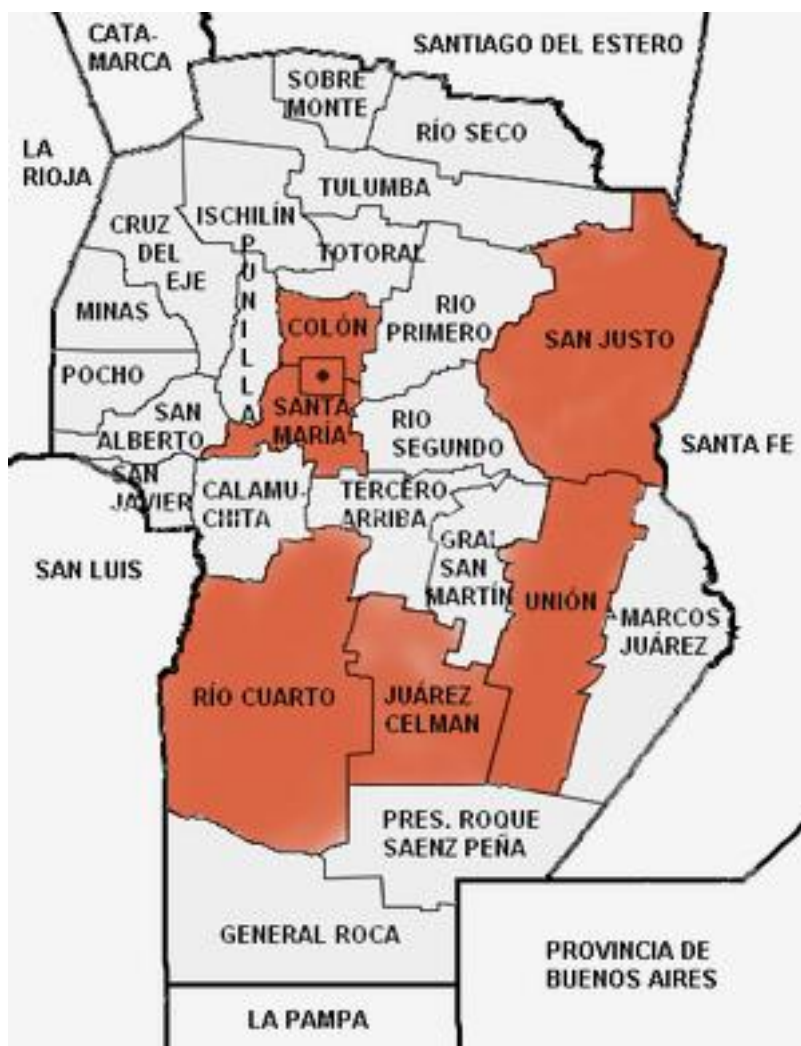 CATA-
MARCA
SANTIAGO DEL ESTERO
SOBRE
MONTE
RÍO SECO
LA
RIOJA
TULUMBA
ISCHILÍN
CRUZ
DEL
EJE
PUNILLA
TOTORAL
MINAS
COLÓN
RIO
PRIMERO
SAN JUSTO
POCHO
SAN
ALBERTO
SANTA
MARÍA
RIO
SEGUNDO
SANTA FE
SAN
JAVIER
CALAMU-
CHITA
TERCERO
ARRIBA
GRAL
SAN
MARTÍN
SAN LUIS
UNIÓN
MARCOS
JUÁREZ
RÍO CUARTO
JUÁREZ
CELMAN
PRES. ROQUE
SAENZ PEÑA
GENERAL ROCA
PROVINCIA DE
BUENOS AIRES
LA PAMPA